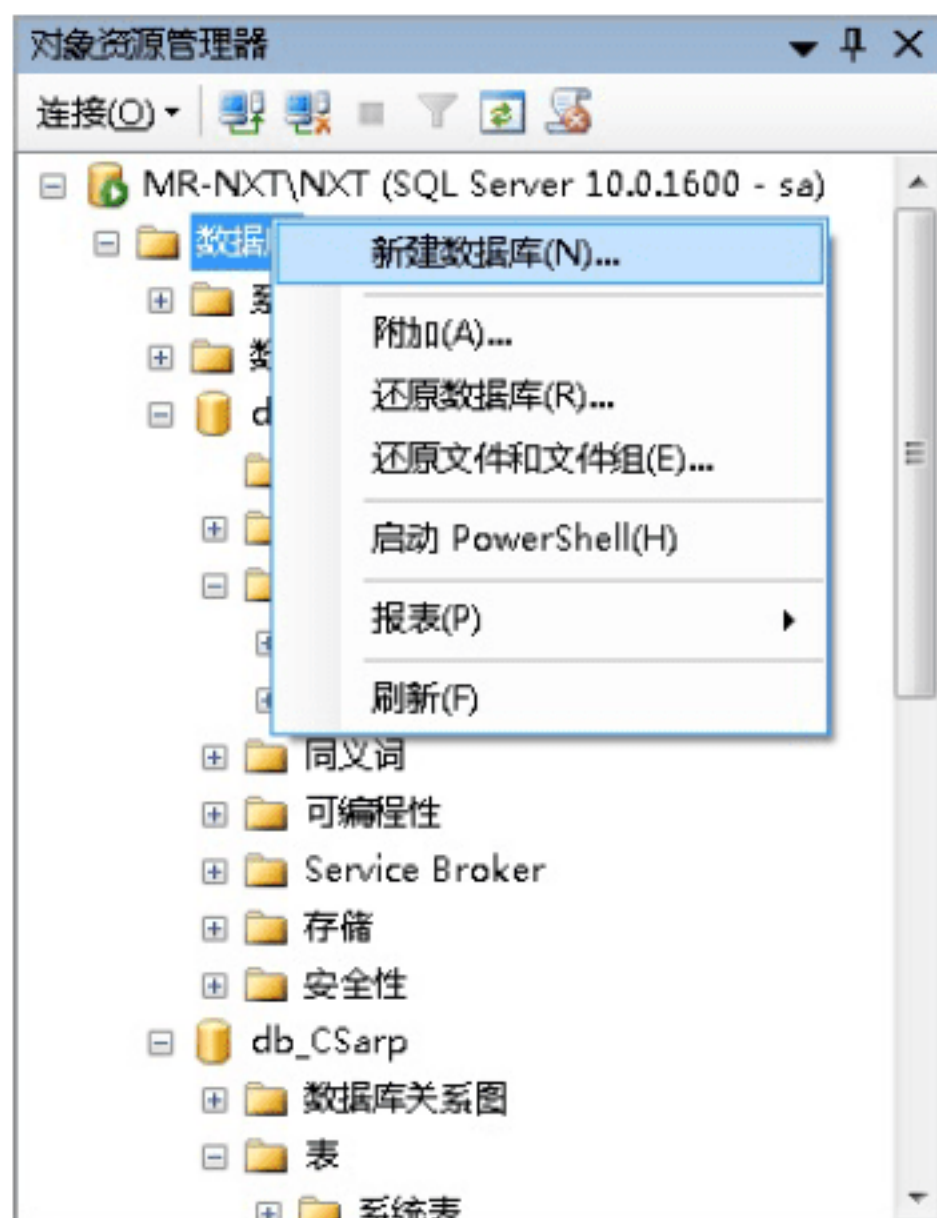 对象资源管理器
连接(O)
MR-NXT\NXT (SQL Server 10.0.1600 - sa)
数据
新建数据库(N)...
附加(A)...
还原数据库(R)...
还原文件和文件组(E)...
启动 PowerShell(H)
报表(P)
刷新(F)
同义词
可编程性
Service Broker
存储
安全性
db_CSarp
数据库关系图
表
系统表